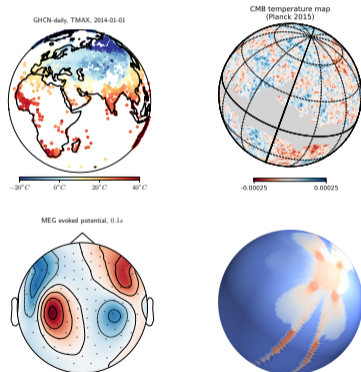 GHCN-daily, TMAX, 2014-01-01
−20°C 0°C 20°C 40°C
CMB temperature map
(Planck 2015)
-0.00025 0.00025
MEG evoked potential, 0.1s